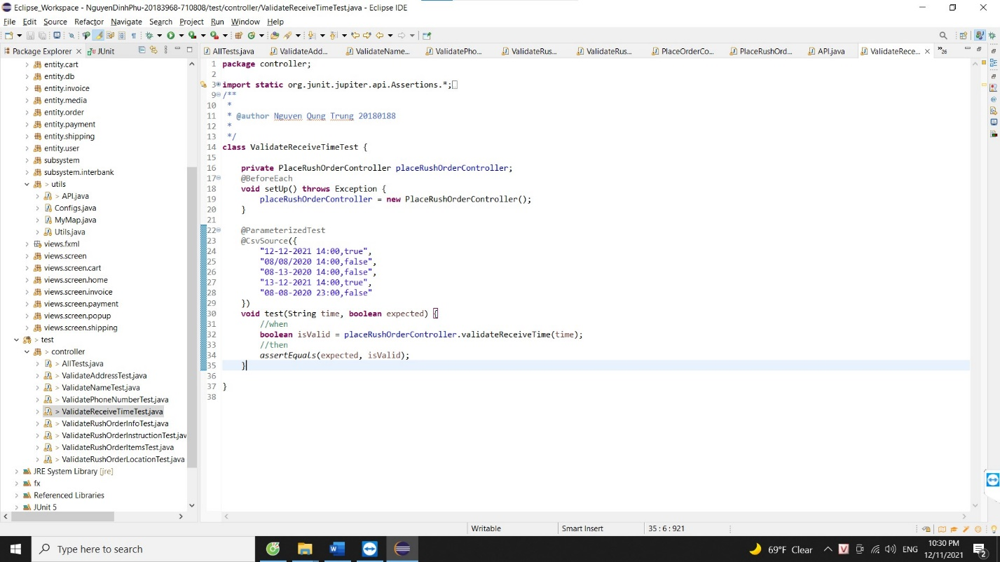 Eclipse_Workspace - NguyenDinhPhu-20183968-710808/test/controller/ValidateReceiveTimeTest.java - Eclipse IDE
File Edit Source Refactor Navigate Search Project Run Window Help
Package Explorer JUnit
AllTests.java ValidateAdd... ValidateName... ValidatePho... ValidateRus... ValidateRus... PlaceOrderCo... PlaceRushOrd... API.java ValidateRece... »26
entity.cart
entity.db
entity.invoice
entity.media
entity.order
entity.payment
entity.shipping
entity.user
subsystem
subsystem.interbank
> utils
> API.java
Configs.java
MyMap.java
Utils.java
views.fxml
views.screen
views.screen.cart
views.screen.home
views.screen.invoice
views.screen.payment
views.screen.popup
views.screen.shipping
> test
> controller
> AllTests.java
> ValidateAddressTest.java
> ValidateNameTest.java
> ValidatePhoneNumberTest.java
> ValidateReceiveTimeTest.java
> ValidateRushOrderInfoTest.java
> ValidateRushOrderInstructionTest.jav
> ValidateRushOrderItemsTest.java
> ValidateRushOrderLocationTest.java
JRE System Library [jre]
fx
Referenced Libraries
JUnit 5
1 package controller;
2
3 import static org.junit.jupiter.api.Assertions.*;
9 /**
10 *
11 * @author Nguyen Qung Trung 20180188
12 *
13 */
14 class ValidateReceiveTimeTest {
15
16 private PlaceRushOrderController placeRushOrderController;
17 @BeforeEach
18 void setUp() throws Exception {
19 placeRushOrderController = new PlaceRushOrderController();
20 }
21
22 @ParameterizedTest
23 @CsvSource({
24 "12-12-2021 14:00,true",
25 "08/08/2020 14:00,false",
26 "08-13-2020 14:00,false",
27 "13-12-2021 14:00,true",
28 "08-08-2020 23:00,false"
29 })
30 void test(String time, boolean expected) {
31 //when
32 boolean isValid = placeRushOrderController.validateReceiveTime(time);
33 //then
34 assertEquals(expected, isValid);
35 }
36
37 }
38
Writable Smart Insert 35 : 6 : 921
Type here to search
69°F Clear ENG 10:30 PM
12/11/2021 2